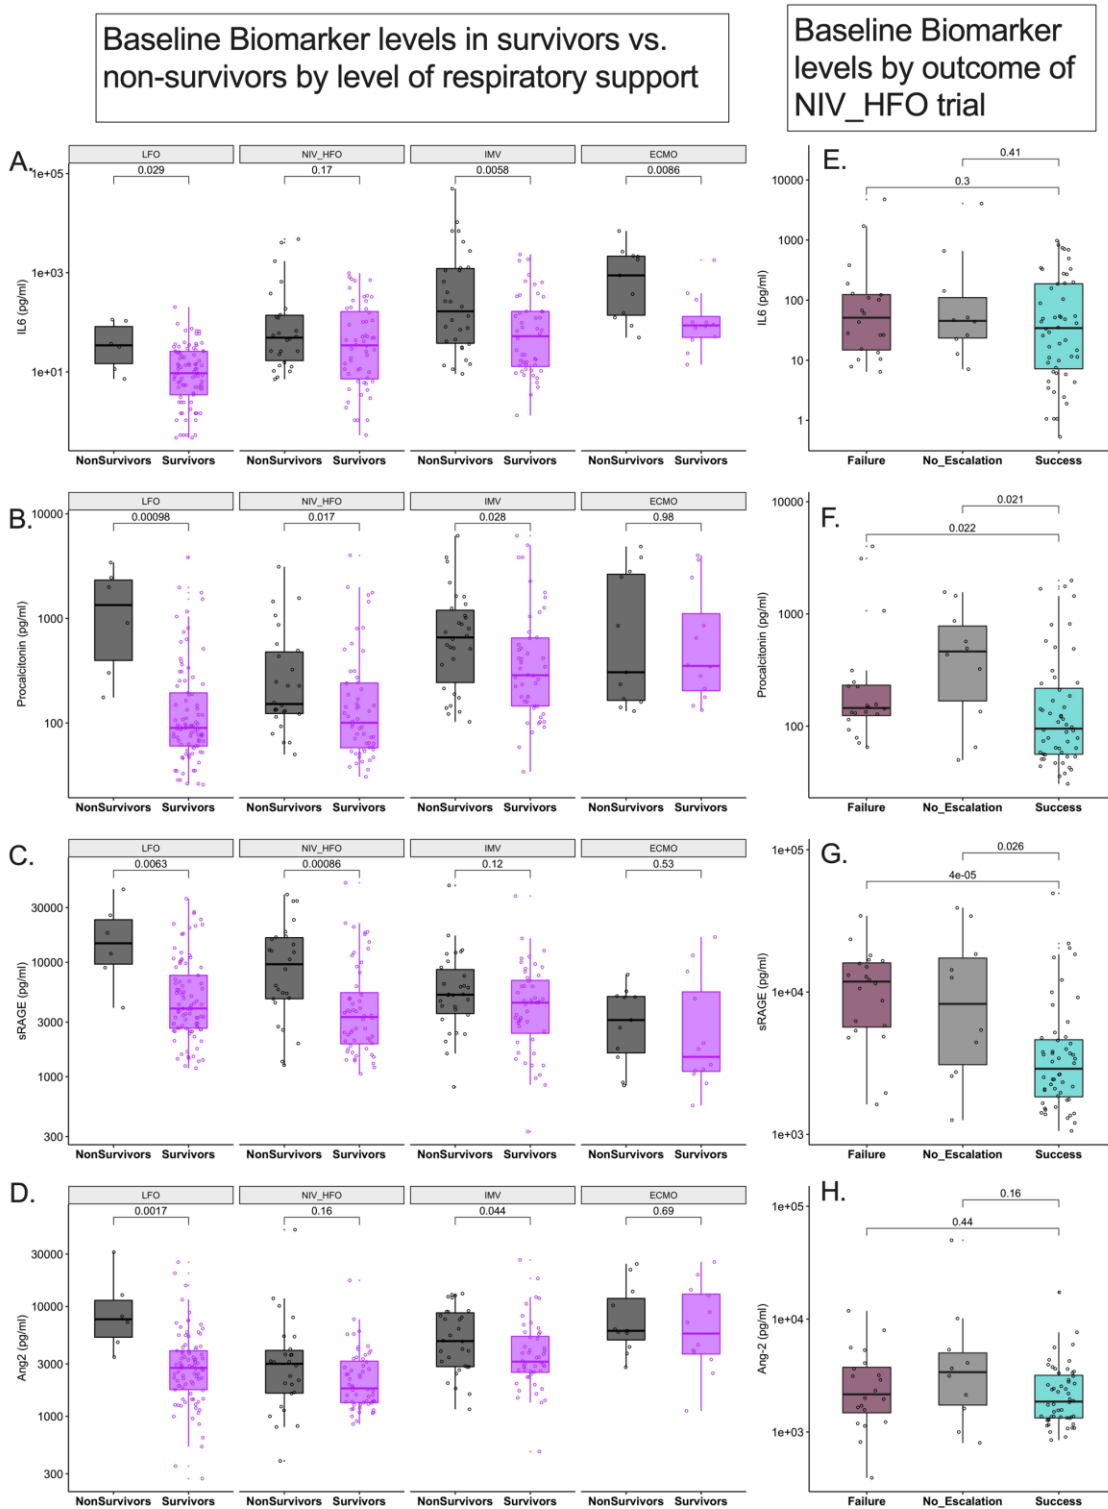 Baseline Biomarker levels in survivors vs.
non-survivors by level of respiratory support
Baseline Biomarker
levels by outcome of
NIV_HFO trial
A.
LFO NIV_HFO IMV ECMO
0.029 0.17 0.0058 0.0086
1e+05
1e+03
1e+01
IL6 (pg/ml)
NonSurvivors Survivors NonSurvivors Survivors NonSurvivors Survivors NonSurvivors Survivors
E.
0.41
0.3
10000
1000
100
10
1
IL6 (pg/ml)
Failure No_Escalation Success
B.
LFO NIV_HFO IMV ECMO
0.00098 0.017 0.028 0.98
10000
1000
100
Procalcitonin (pg/ml)
NonSurvivors Survivors NonSurvivors Survivors NonSurvivors Survivors NonSurvivors Survivors
F.
0.021
0.022
10000
1000
100
Procalcitonin (pg/ml)
Failure No_Escalation Success
C.
LFO NIV_HFO IMV ECMO
0.0063 0.00086 0.12 0.53
30000
10000
3000
1000
300
sRAGE (pg/ml)
NonSurvivors Survivors NonSurvivors Survivors NonSurvivors Survivors NonSurvivors Survivors
G.
0.026
4e-05
1e+05
1e+04
1e+03
sRAGE (pg/ml)
Failure No_Escalation Success
D.
LFO NIV_HFO IMV ECMO
0.0017 0.16 0.044 0.69
30000
10000
3000
1000
300
Ang2 (pg/ml)
NonSurvivors Survivors NonSurvivors Survivors NonSurvivors Survivors NonSurvivors Survivors
H.
0.16
0.44
1e+05
1e+04
1e+03
Ang-2 (pg/ml)
Failure No_Escalation Success